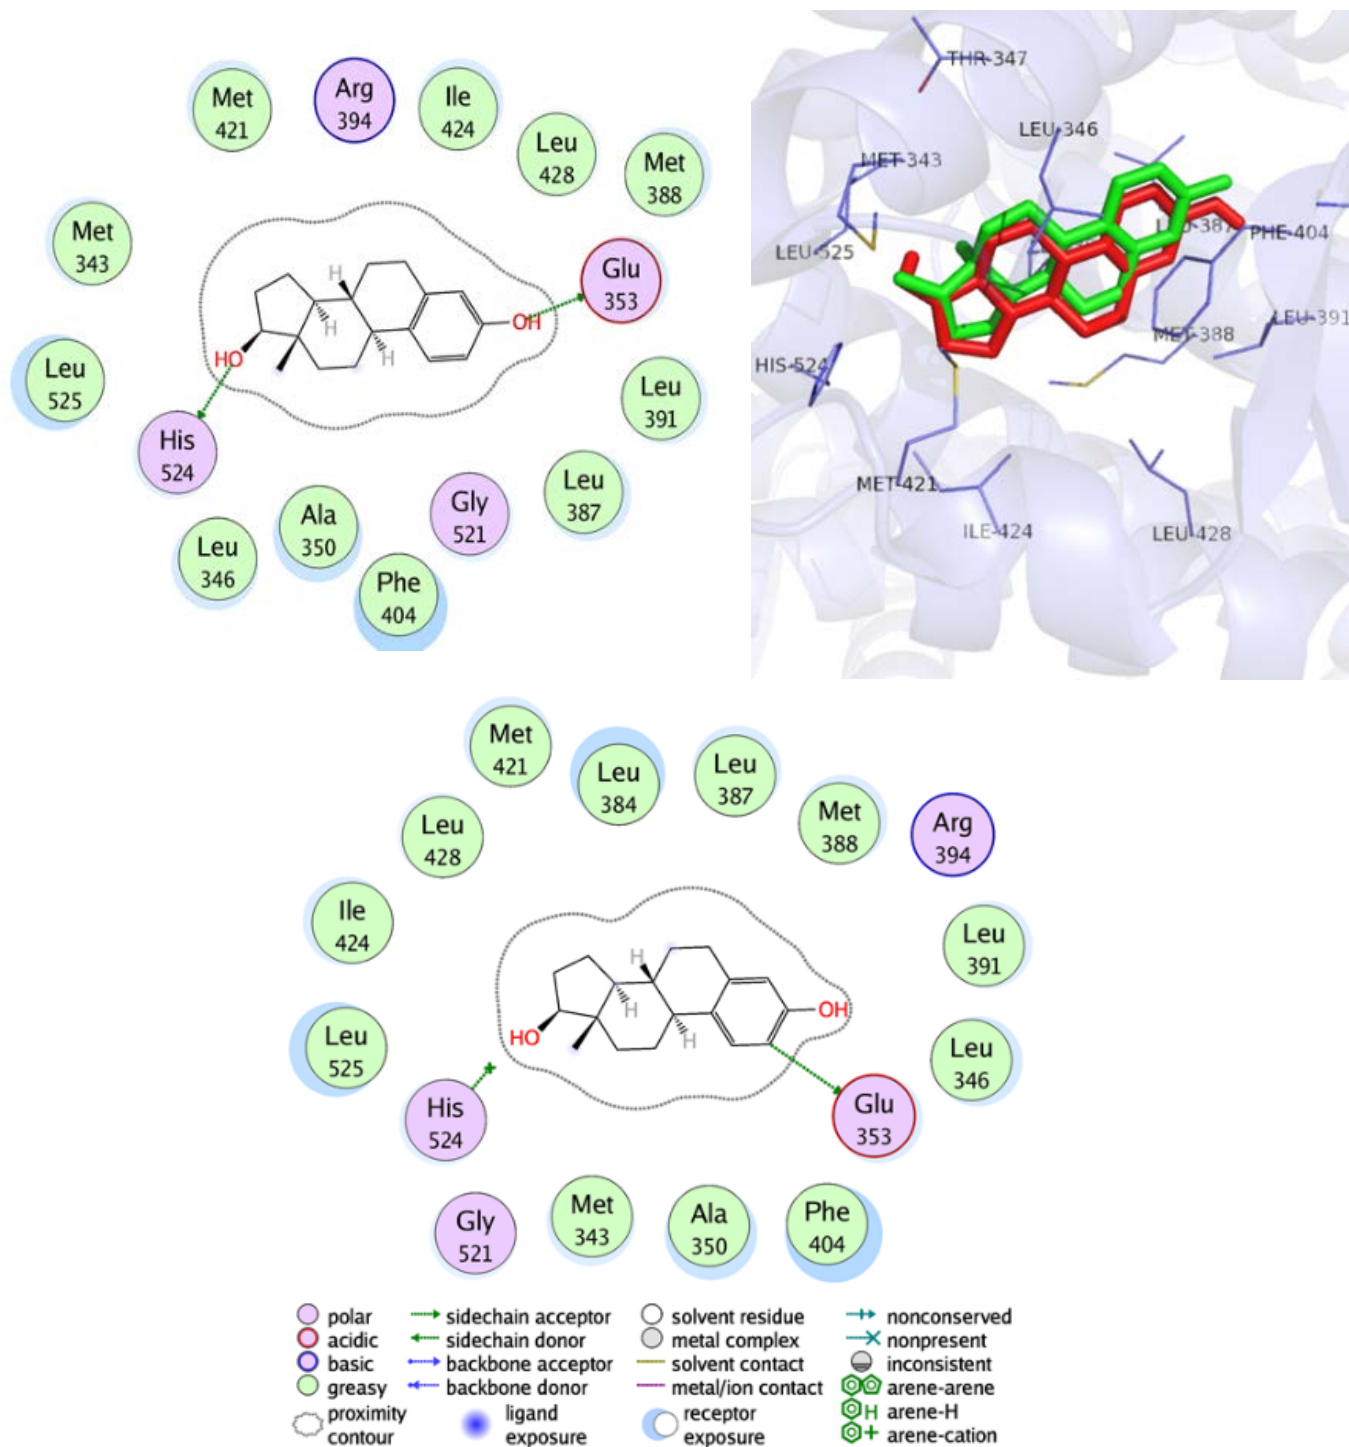 Met
421
Arg
394
Ile
424
Leu
428
Met
388
Met
343
Glu
353
H
H
H
OH
HO
Leu
525
Leu
391
His
524
Leu
346
Ala
350
Phe
404
Gly
521
Leu
387
THR-347
LEU-346
MET-343
LEU-525
PHE-404
LEU-391
MET-388
HIS-524
MET-421
ILE-424
LEU-428
Met
421
Leu
384
Leu
387
Met
388
Arg
394
Leu
428
Ile
424
Leu
391
Leu
525
Leu
346
H
H
H
OH
HO
His
524
Glu
353
Gly
521
Met
343
Ala
350
Phe
404
polar
acidic
basic
greasy
proximity
contour
sidechain acceptor
sidechain donor
backbone acceptor
backbone donor
ligand
exposure
solvent residue
metal complex
solvent contact
metal/ion contact
receptor
exposure
nonconserved
nonpresent
inconsistent
arene-arene
H arene-H
+ arene-cation